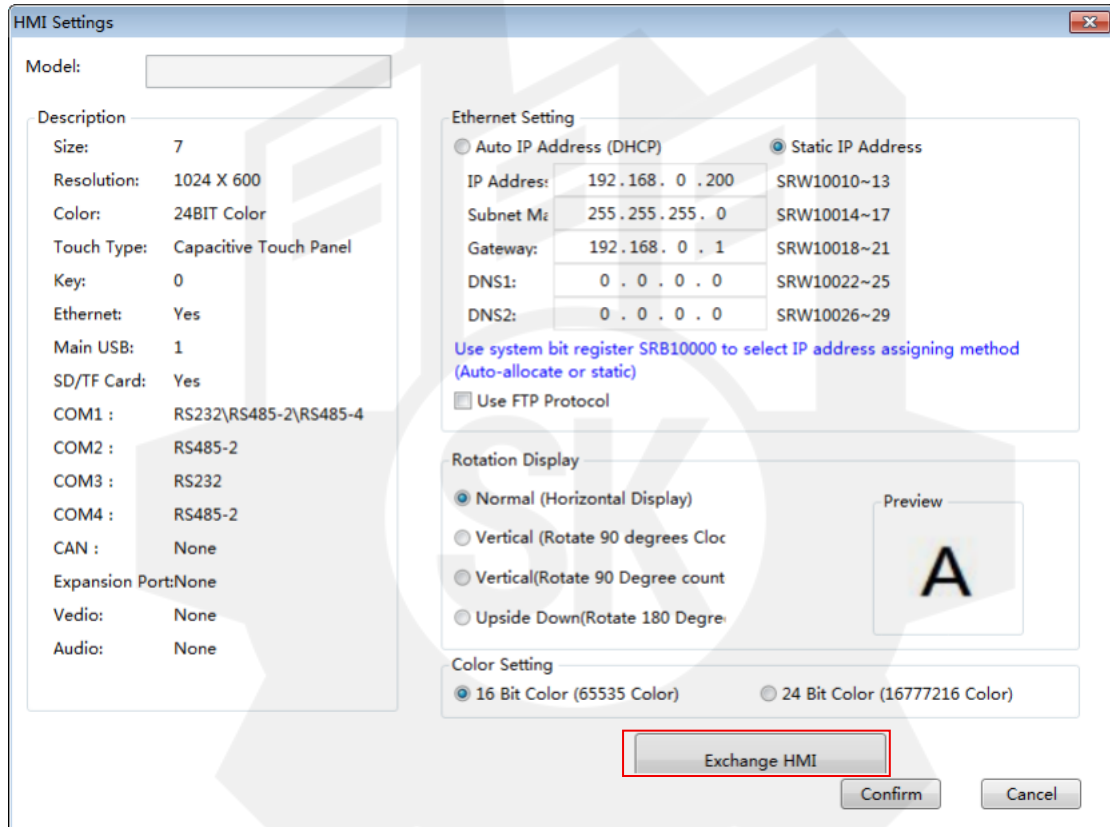 HMI Settings
Model:
Description
Size: 7
Resolution: 1024 X 600
Color: 24BIT Color
Touch Type: Capacitive Touch Panel
Key: 0
Ethernet: Yes
Main USB: 1
SD/TF Card: Yes
COM1 : RS232\RS485-2\RS485-4
COM2 : RS485-2
COM3 : RS232
COM4 : RS485-2
CAN : None
Expansion Port:None
Vedio: None
Audio: None
Ethernet Setting
Auto IP Address (DHCP) Static IP Address
IP Address 192.168. 0 .200 SRW10010~13
Subnet Ma 255.255.255. 0 SRW10014~17
Gateway: 192.168. 0 . 1 SRW10018~21
DNS1: 0 . 0 . 0 . 0 SRW10022~25
DNS2: 0 . 0 . 0 . 0 SRW10026~29
Use system bit register SRB10000 to select IP address assigning method
(Auto-allocate or static)
Use FTP Protocol
Rotation Display
Normal (Horizontal Display)
Vertical (Rotate 90 degrees Cloc
Vertical(Rotate 90 Degree count
Upside Down(Rotate 180 Degre
Preview
A
Color Setting
16 Bit Color (65535 Color) 24 Bit Color (16777216 Color)
Exchange HMI
Confirm Cancel
SK